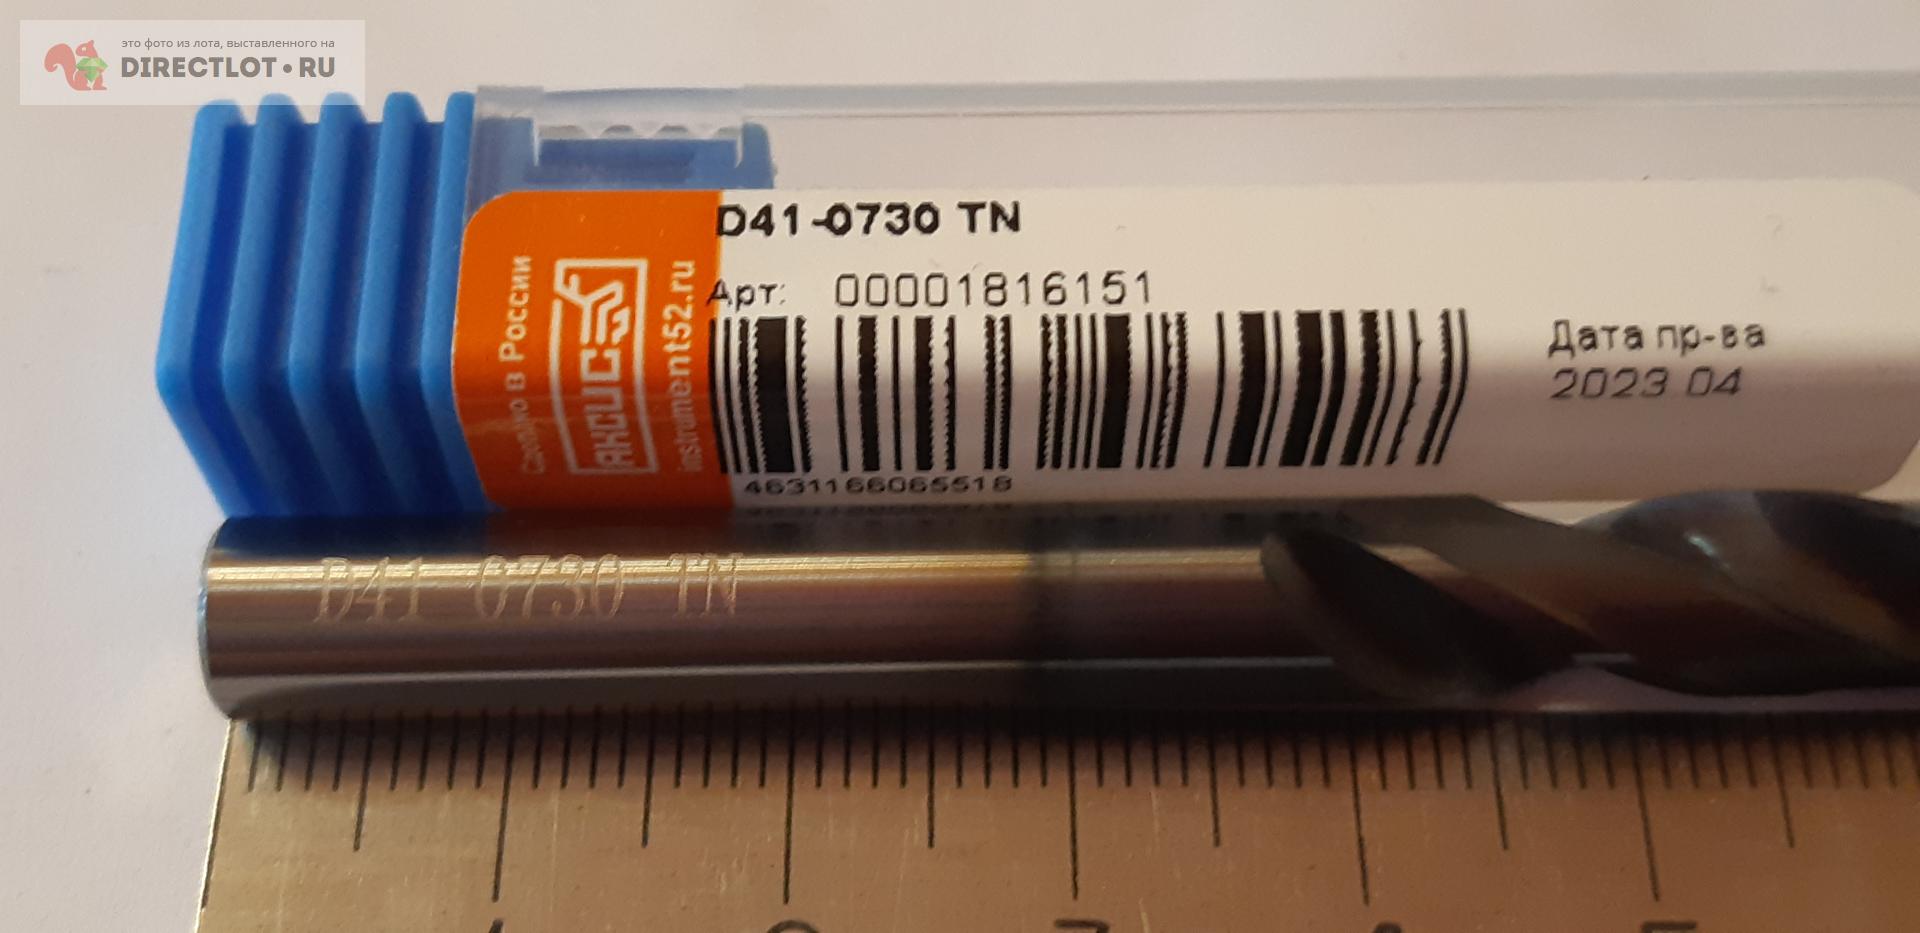 это фото из лота, выставленного на
DIRECTLOT•RU
D41-0730 TN
Арт: 00001816151
4631166065518
Дата пр-ва
2023 04
Сделано в России
АКСИС
instrument52.ru
D41 0730 TN